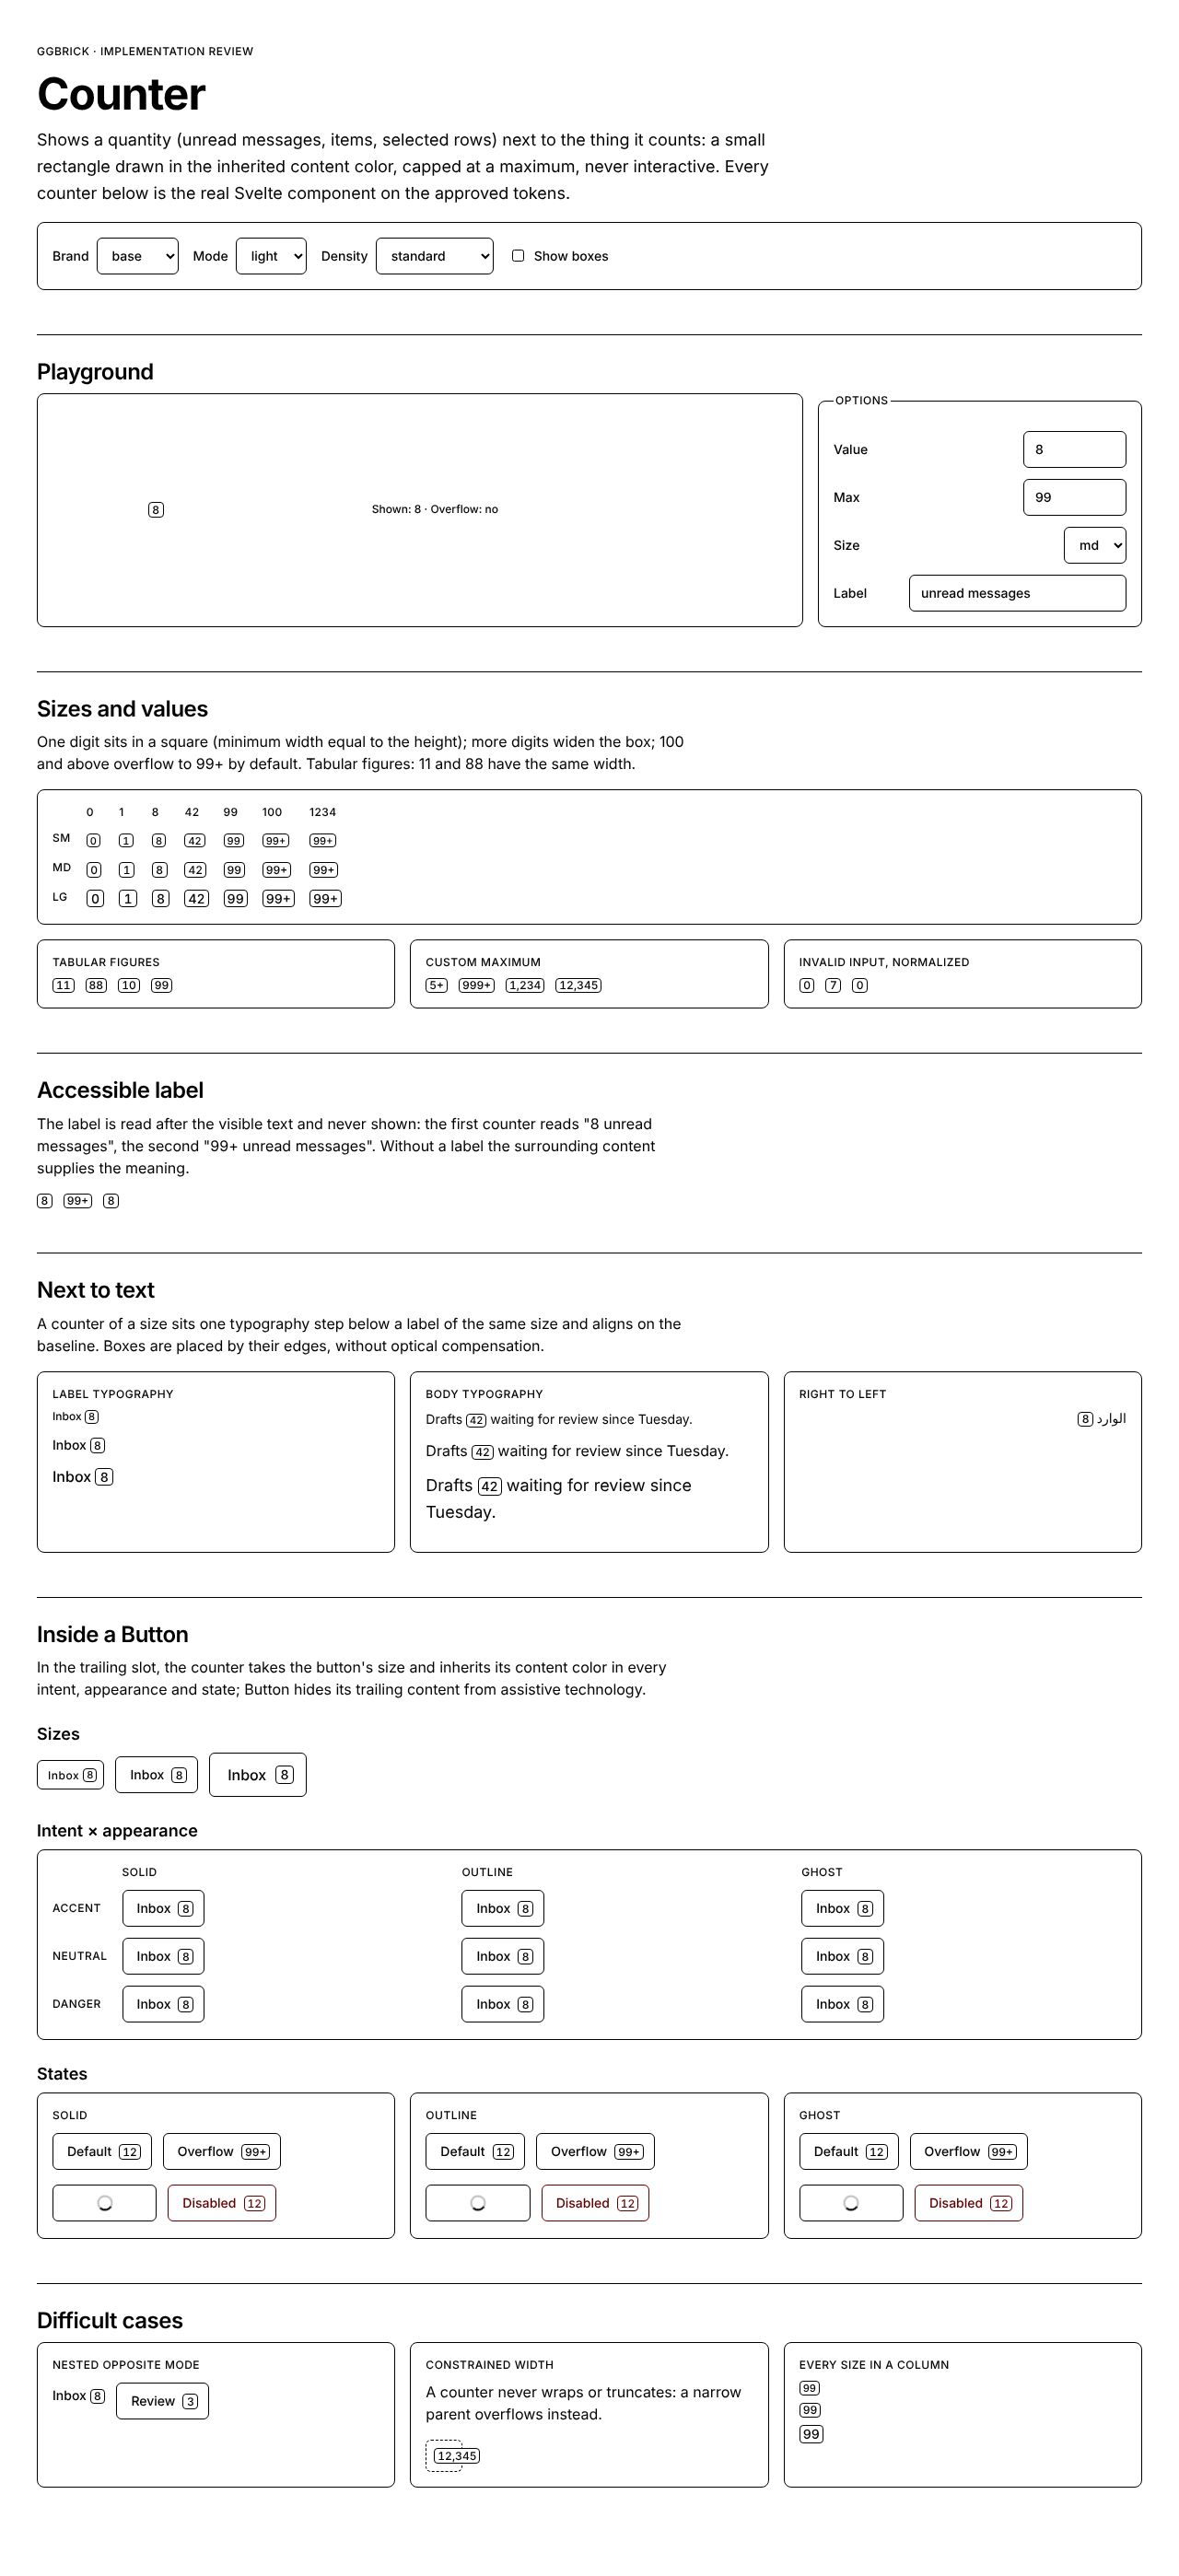 GGBRICK · IMPLEMENTATION REVIEW
Counter
Shows a quantity (unread messages, items, selected rows) next to the thing it counts: a small
rectangle drawn in the inherited content color, capped at a maximum, never interactive. Every
counter below is the real Svelte component on the approved tokens.
Brand base Mode light Density standard Show boxes
Playground
8 Shown: 8 · Overflow: no
OPTIONS
Value 8
Max 99
Size md
Label unread messages
Sizes and values
One digit sits in a square (minimum width equal to the height); more digits widen the box; 100
and above overflow to 99+ by default. Tabular figures: 11 and 88 have the same width.
0 1 8 42 99 100 1234
SM 0 1 8 42 99 99+ 99+
MD 0 1 8 42 99 99+ 99+
LG 0 1 8 42 99 99+ 99+
TABULAR FIGURES
11 88 10 99
CUSTOM MAXIMUM
5+ 999+ 1,234 12,345
INVALID INPUT, NORMALIZED
0 7 0
Accessible label
The label is read after the visible text and never shown: the first counter reads "8 unread
messages", the second "99+ unread messages". Without a label the surrounding content
supplies the meaning.
8 99+ 8
Next to text
A counter of a size sits one typography step below a label of the same size and aligns on the
baseline. Boxes are placed by their edges, without optical compensation.
LABEL TYPOGRAPHY
Inbox 8
Inbox 8
Inbox 8
BODY TYPOGRAPHY
Drafts 42 waiting for review since Tuesday.
Drafts 42 waiting for review since Tuesday.
Drafts 42 waiting for review since
Tuesday.
RIGHT TO LEFT
الوارد 8
Inside a Button
In the trailing slot, the counter takes the button's size and inherits its content color in every
intent, appearance and state; Button hides its trailing content from assistive technology.
Sizes
Inbox 8 Inbox 8 Inbox 8
Intent × appearance
SOLID OUTLINE GHOST
ACCENT Inbox 8 Inbox 8 Inbox 8
NEUTRAL Inbox 8 Inbox 8 Inbox 8
DANGER Inbox 8 Inbox 8 Inbox 8
States
SOLID
Default 12 Overflow 99+
Disabled 12
OUTLINE
Default 12 Overflow 99+
Disabled 12
GHOST
Default 12 Overflow 99+
Disabled 12
Difficult cases
NESTED OPPOSITE MODE
Inbox 8 Review 3
CONSTRAINED WIDTH
A counter never wraps or truncates: a narrow
parent overflows instead.
12,345
EVERY SIZE IN A COLUMN
99
99
99